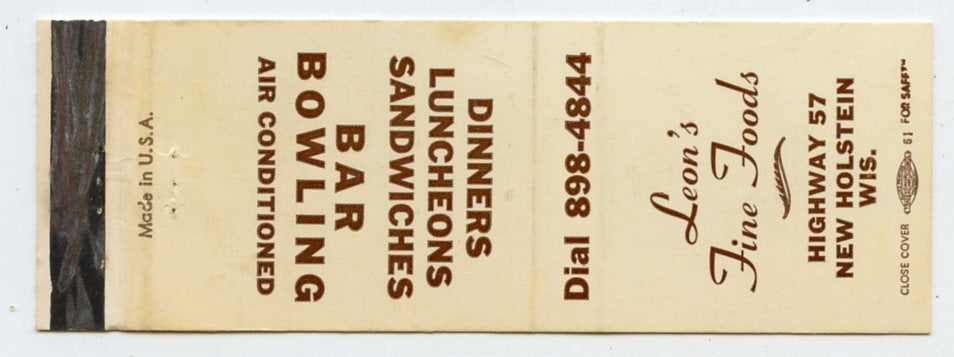 Leon's
Fine Foods
HIGHWAY 57
NEW HOLSTEIN
WIS.
CLOSE COVER 61 FOR SAFETY
Dial 898-4844
DINNERS
LUNCHEONS
SANDWICHES
BAR
BOWLING
AIR CONDITIONED
Made in U.S.A.